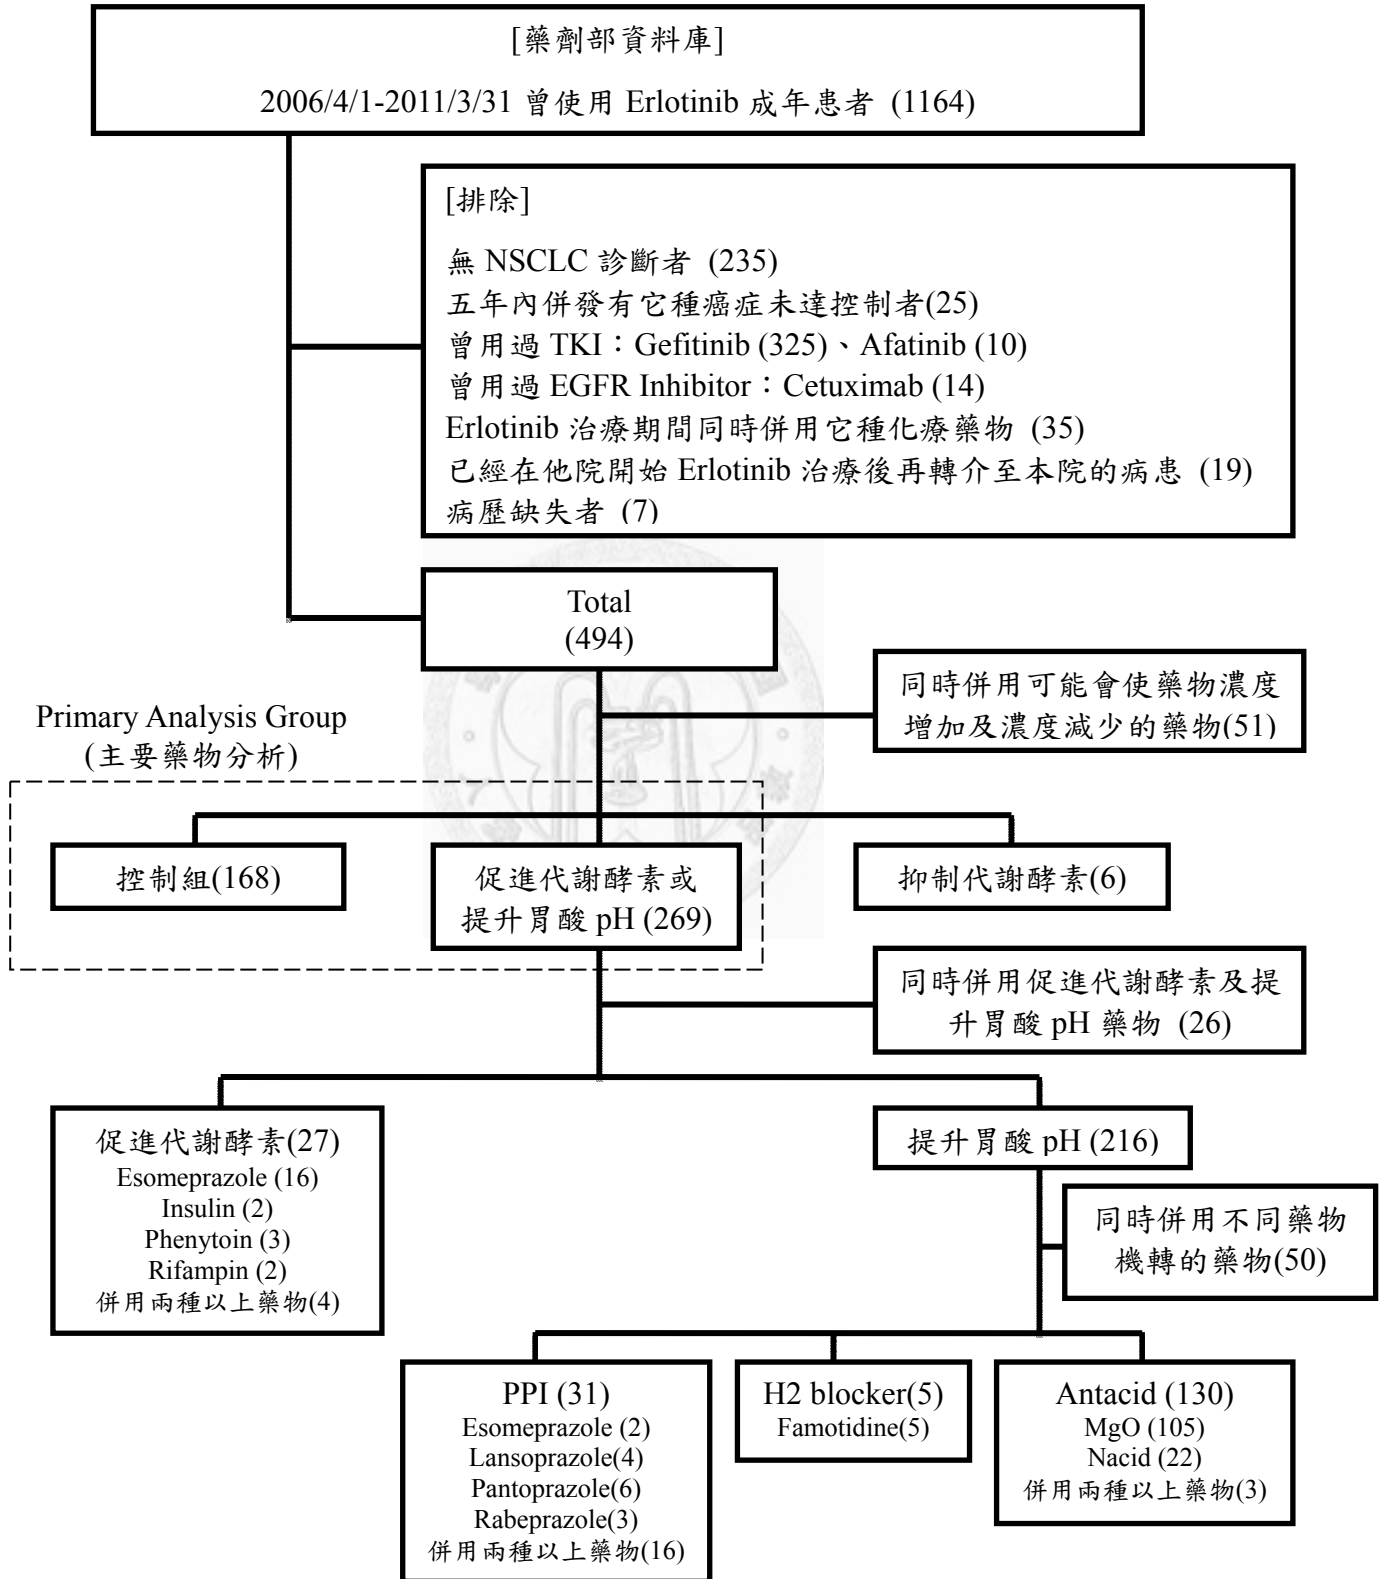 [藥劑部資料庫]
2006/4/1-2011/3/31 曾使用 Erlotinib 成年患者 (1164)
[排除]
無 NSCLC 診斷者 (235)
五年內併發有它種癌症未達控制者(25)
曾用過 TKI：Gefitinib (325)、Afatinib (10)
曾用過 EGFR Inhibitor：Cetuximab (14)
Erlotinib 治療期間同時併用它種化療藥物 (35)
已經在他院開始 Erlotinib 治療後再轉介至本院的病患 (19)
病歷缺失者 (7)
Total
(494)
同時併用可能會使藥物濃度
增加及濃度減少的藥物(51)
Primary Analysis Group
(主要藥物分析)
控制組(168)
促進代謝酵素或
提升胃酸 pH (269)
抑制代謝酵素(6)
同時併用促進代謝酵素及提
升胃酸 pH 藥物 (26)
促進代謝酵素(27)
Esomeprazole (16)
Insulin (2)
Phenytoin (3)
Rifampin (2)
併用兩種以上藥物(4)
提升胃酸 pH (216)
同時併用不同藥物
機轉的藥物(50)
PPI (31)
Esomeprazole (2)
Lansoprazole(4)
Pantoprazole(6)
Rabeprazole(3)
併用兩種以上藥物(16)
H2 blocker(5)
Famotidine(5)
Antacid (130)
MgO (105)
Nacid (22)
併用兩種以上藥物(3)